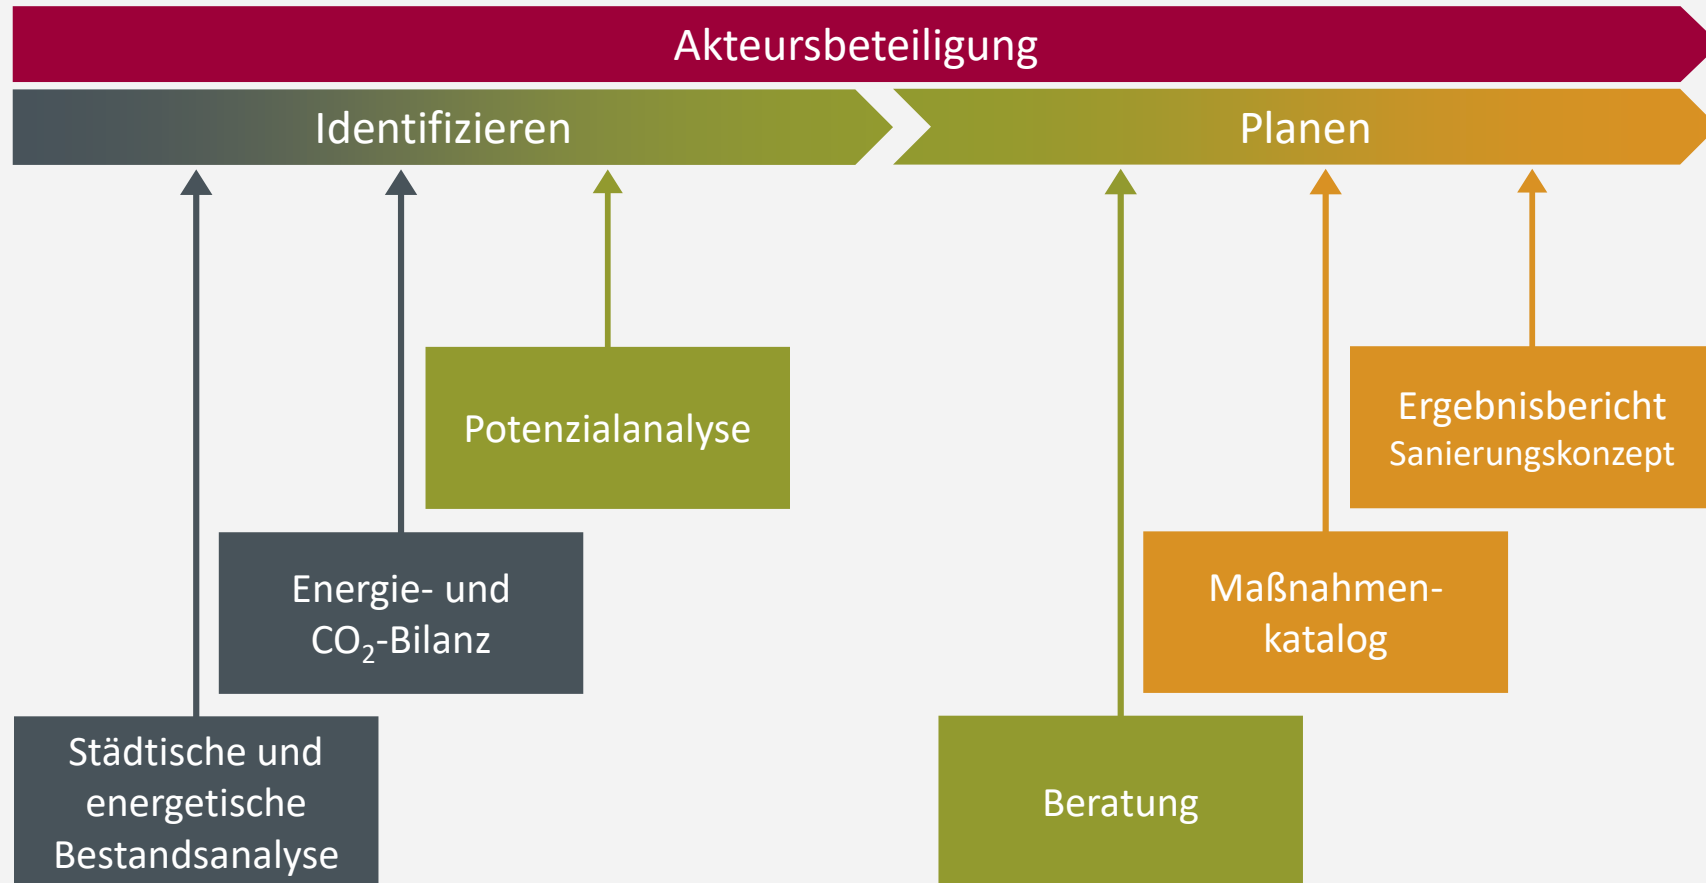 Akteursbeteiligung
Identifizieren
Planen
Potenzialanalyse
Energie- und
CO₂-Bilanz
Städtische und
energetische
Bestandsanalyse
Ergebnisbericht
Sanierungskonzept
Maßnahmen-
katalog
Beratung